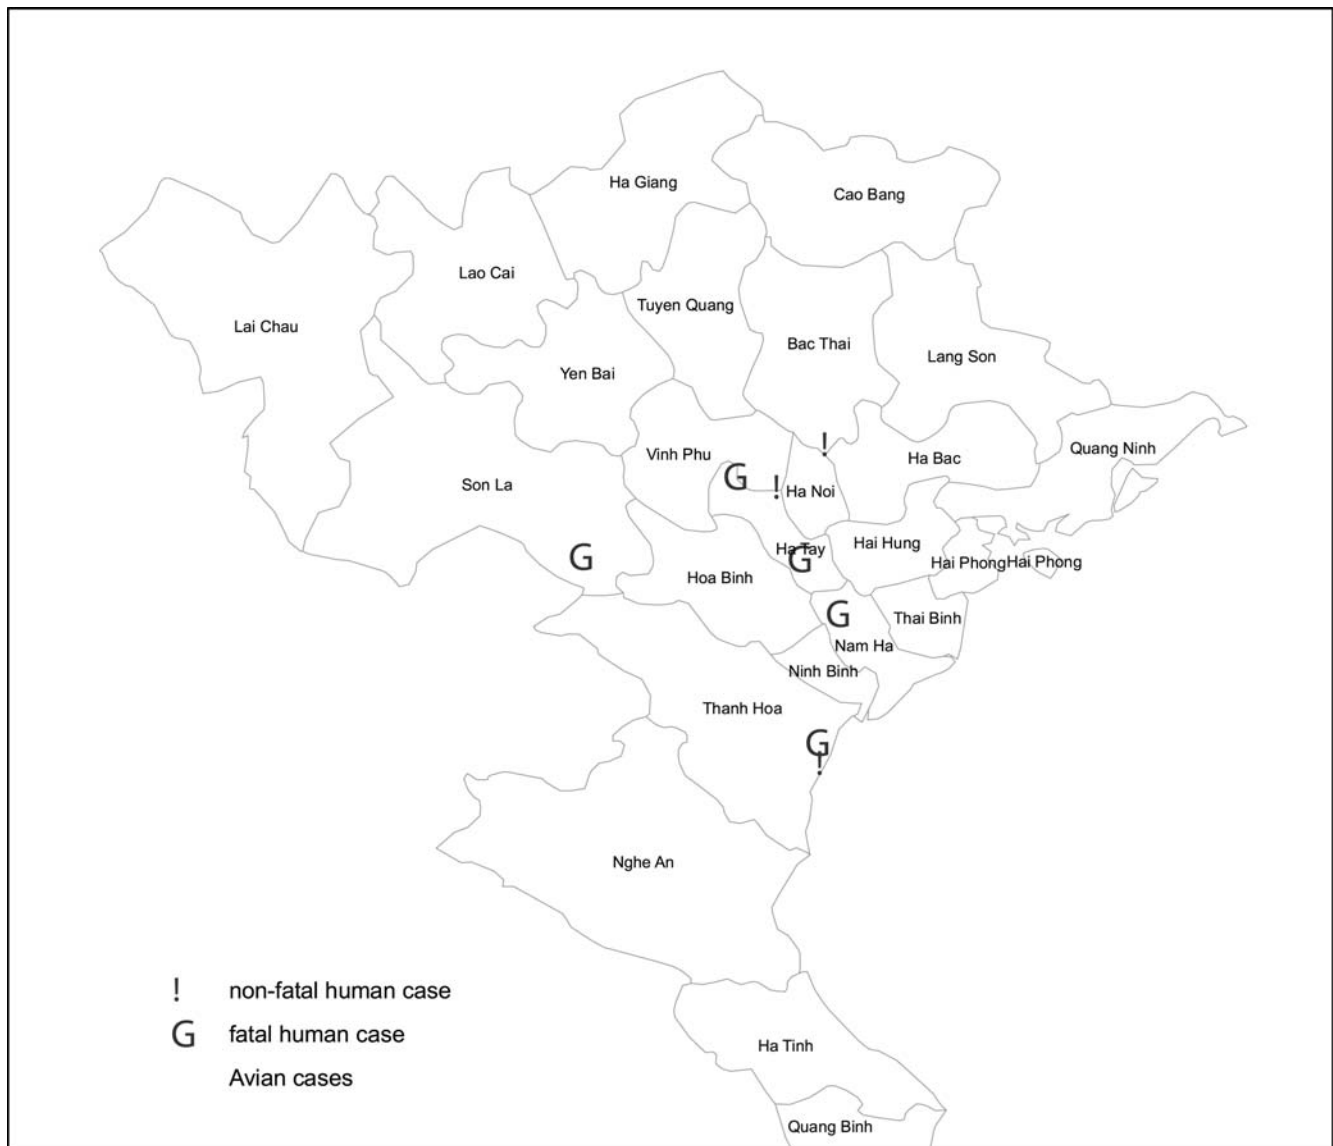 Ha Giang
Cao Bang
Lao Cai
Tuyen Quang
Lai Chau
Bac Thai
Lang Son
Yen Bai
!
Quang Ninh
Vinh Phu
Ha Bac
G
!
Ha Noi
Son La
Hai Hung
Ha Tay
G
G
Hai Phong
Hai Phong
Hoa Binh
G
Thai Binh
Nam Ha
Ninh Binh
Thanh Hoa
G
!
Nghe An
! non-fatal human case
G fatal human case
Avian cases
Ha Tinh
Quang Binh